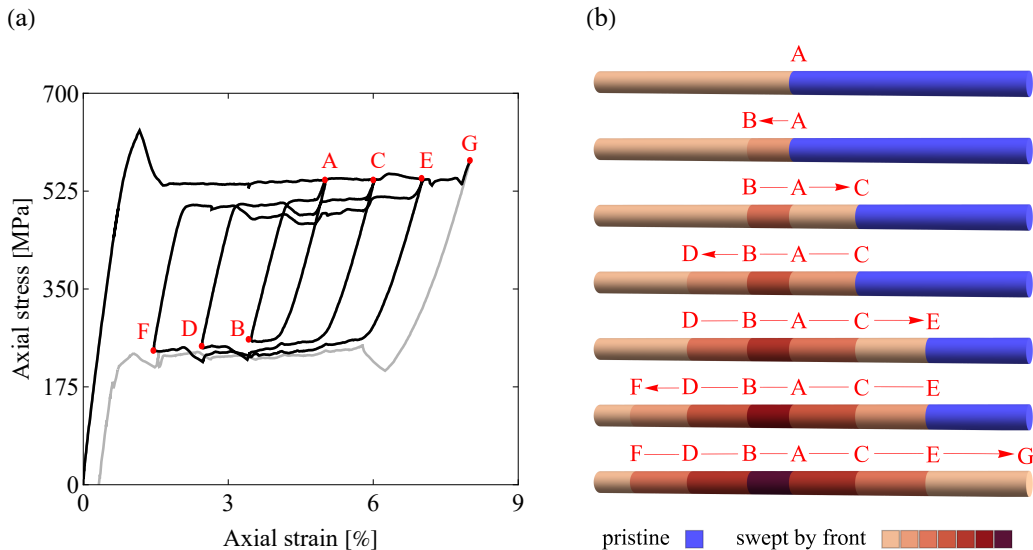 (a)
700
525
350
175
0
0
3
6
9
Axial stress [MPa]
Axial strain [%]
A
C
E
G
F
D
B
(b)
A
B A
B A C
D B A C
D B A C E
F D B A C E
F D B A C E G
pristine swept by front